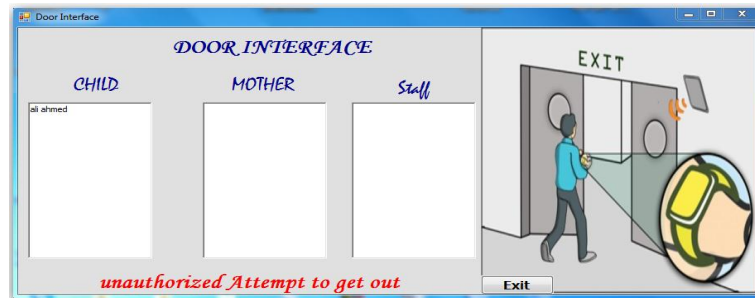 Door Interface
DOOR INTERFACE
CHILD
MOTHER
Staff
ali ahmed
unauthorized Attempt to get out
EXIT
Exit